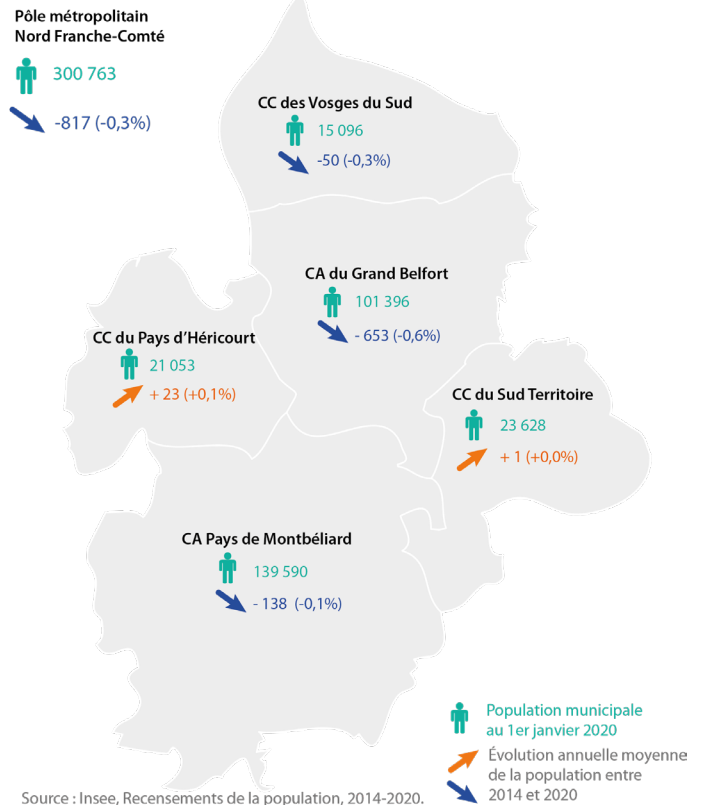 Pôle métropolitain
Nord Franche-Comté
300 763
-817 (-0,3%)
CC des Vosges du Sud
15 096
-50 (-0,3%)
CA du Grand Belfort
101 396
- 653 (-0,6%)
CC du Pays d'Héricourt
21 053
+ 23 (+0,1%)
CC du Sud Territoire
23 628
+ 1 (+0,0%)
CA Pays de Montbéliard
139 590
- 138 (-0,1%)
Population municipale
au 1er janvier 2020
Évolution annuelle moyenne
de la population entre
2014 et 2020
Source : Insee, Recensements de la population, 2014-2020.